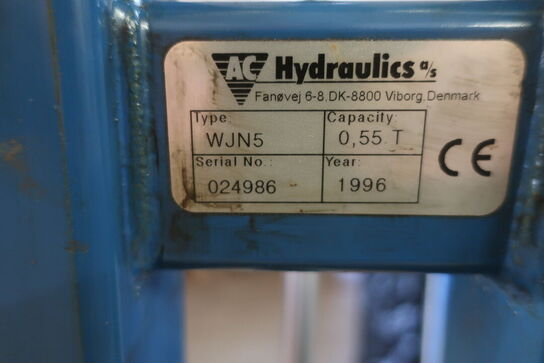 AC Hydraulics a/s
Fanøvej 6-8.DK-8800 Viborg.Denmark
Type: Capacity:
WJN5 0,55 T
Serial No.: Year:
024986 1996
CE